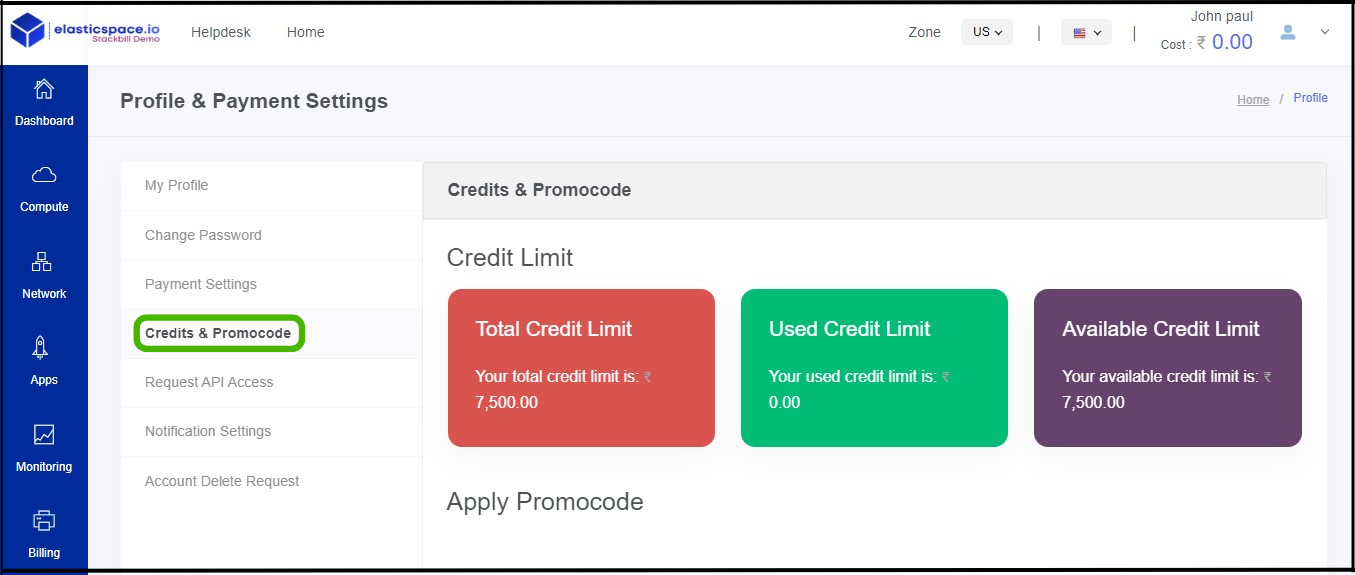 elasticspace.io
Stackbill Demo
Helpdesk
Home
Zone
US
|
|
John paul
Cost : ₹ 0.00
Dashboard
Compute
Network
Apps
Monitoring
Billing
Profile & Payment Settings
Home / Profile
My Profile
Change Password
Payment Settings
Credits & Promocode
Request API Access
Notification Settings
Account Delete Request
Credits & Promocode
Credit Limit
Total Credit Limit
Your total credit limit is: ₹
7,500.00
Used Credit Limit
Your used credit limit is: ₹
0.00
Available Credit Limit
Your available credit limit is: ₹
7,500.00
Apply Promocode